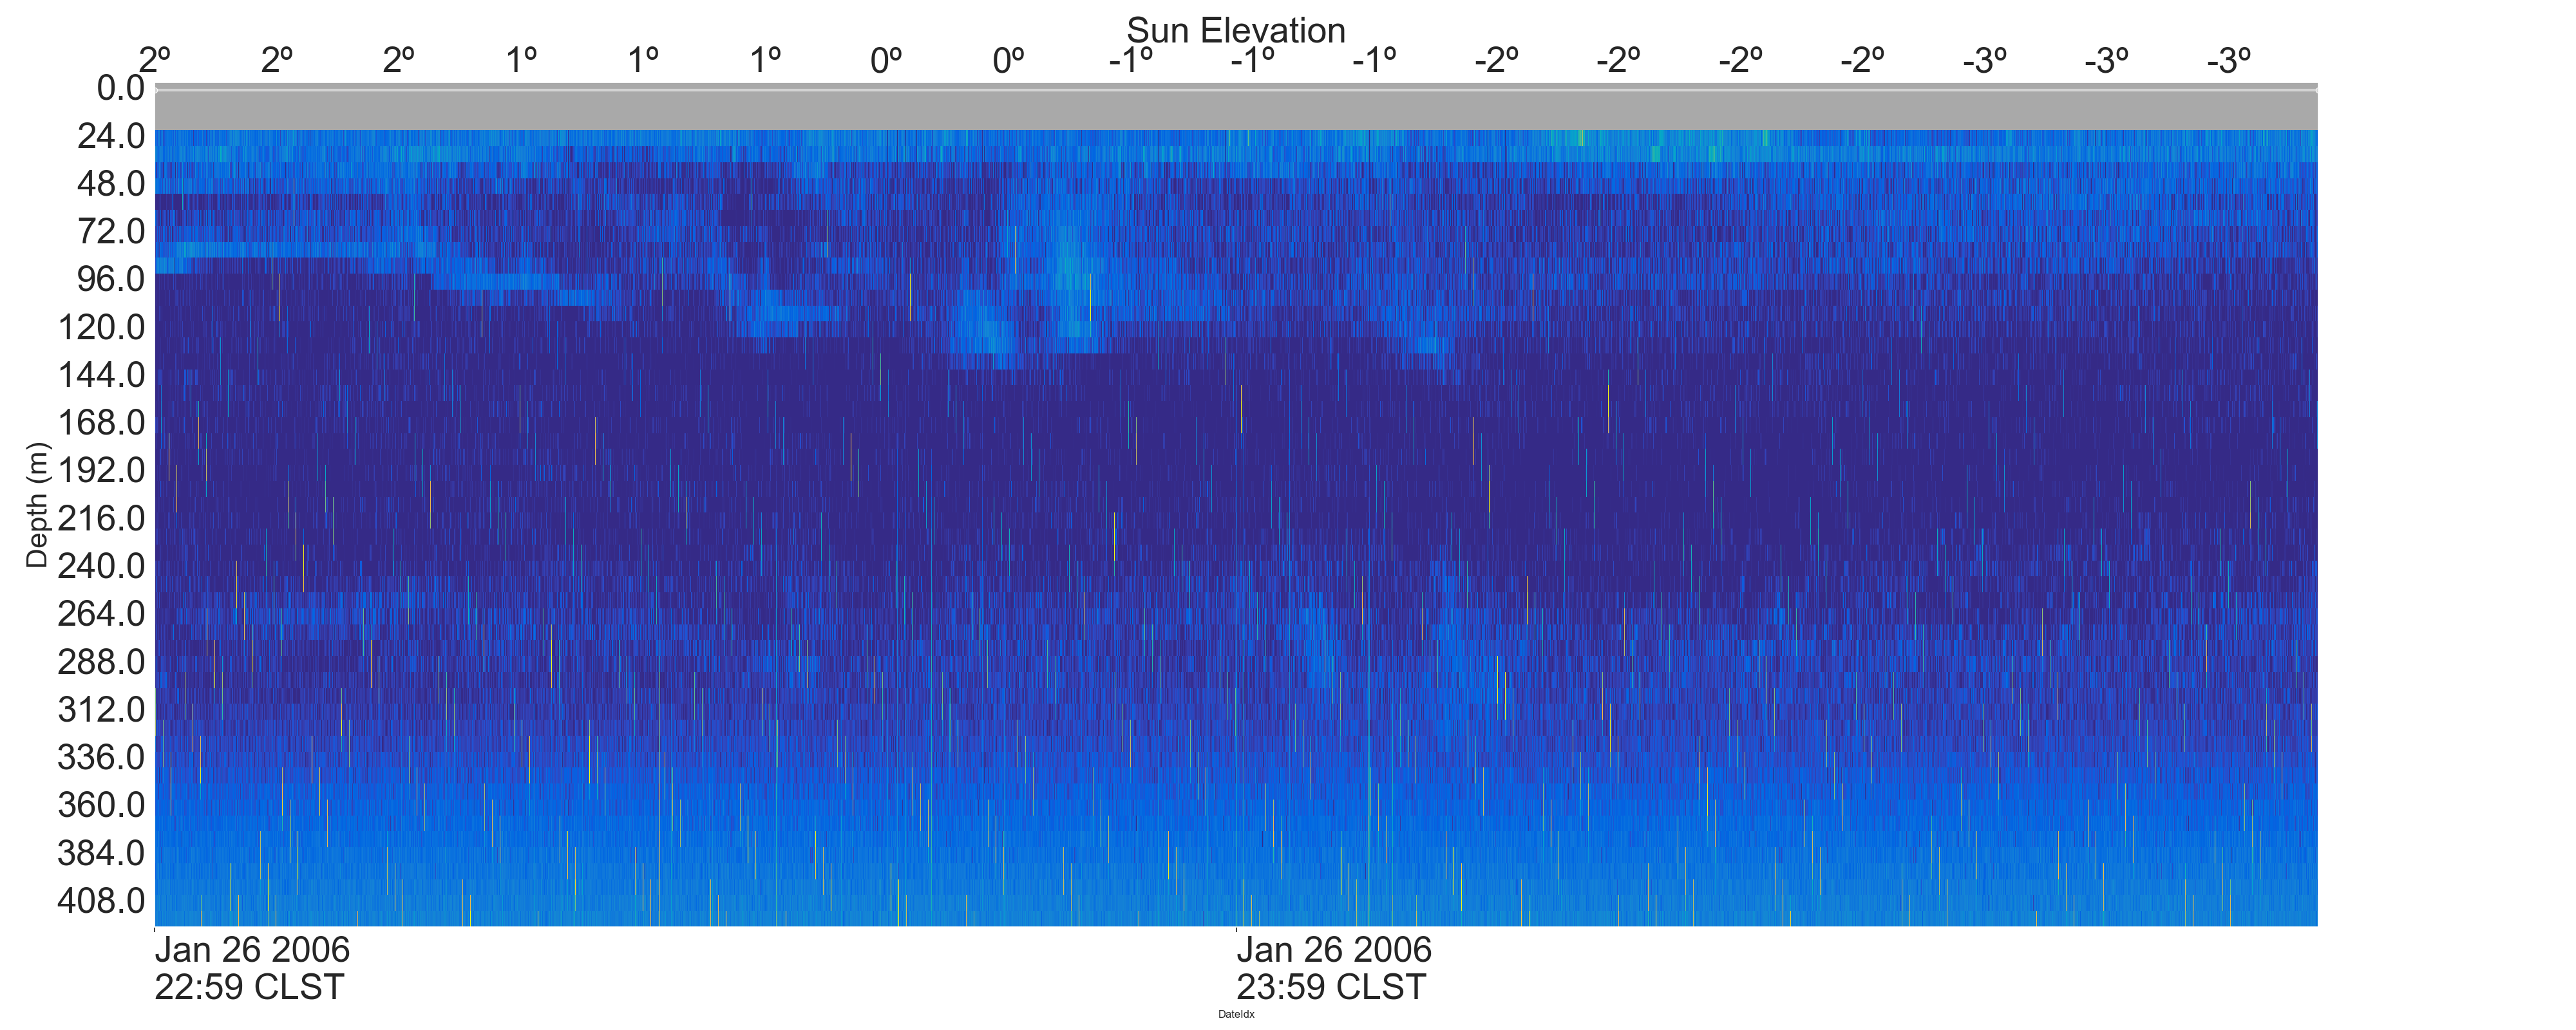 Sun Elevation
2º 2º 2º 1º 1º 1º 0º 0º -1º -1º -1º -2º -2º -2º -2º -3º -3º -3º
0.0
24.0
48.0
72.0
96.0
120.0
144.0
168.0
192.0
216.0
240.0
264.0
288.0
312.0
336.0
360.0
384.0
408.0
Depth (m)
Jan 26 2006
22:59 CLST
Jan 26 2006
23:59 CLST
DateIdx